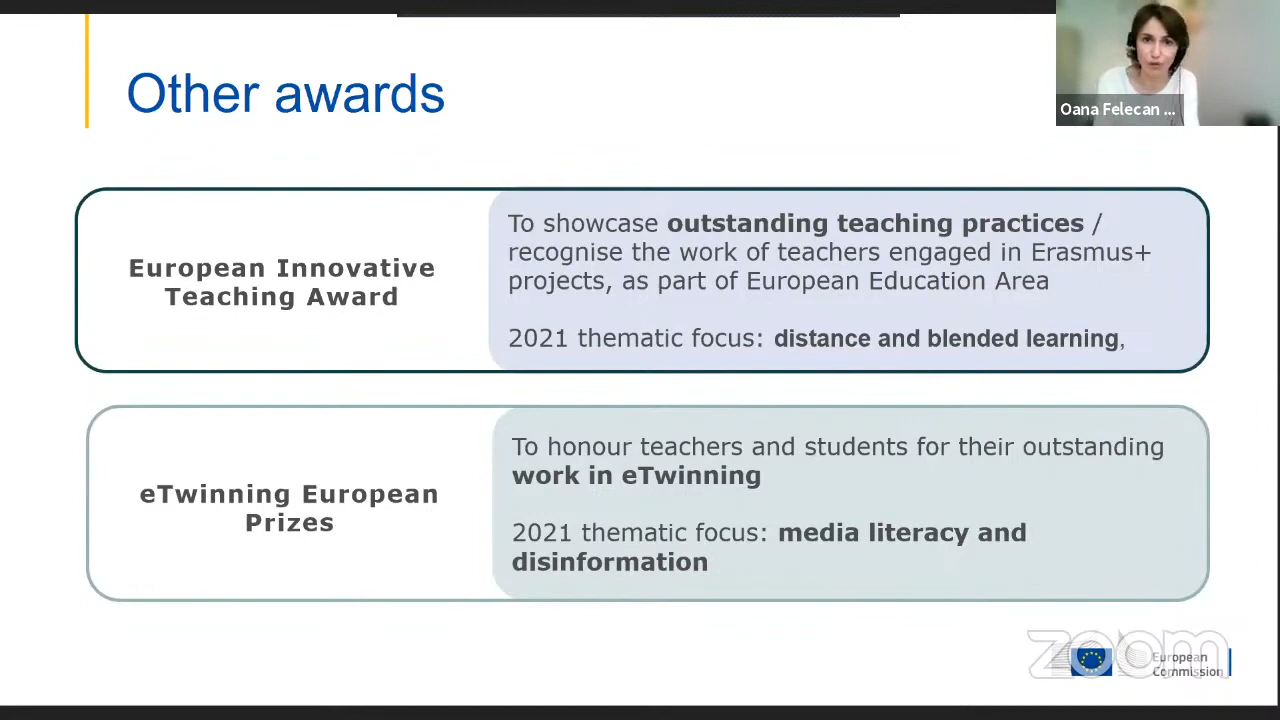 Other awards
Oana Felecan ...
European Innovative
Teaching Award
To showcase outstanding teaching practices /
recognise the work of teachers engaged in Erasmus+
projects, as part of European Education Area
2021 thematic focus: distance and blended learning,
eTwinning European
Prizes
To honour teachers and students for their outstanding
work in eTwinning
2021 thematic focus: media literacy and
disinformation
zoom
European
Commission